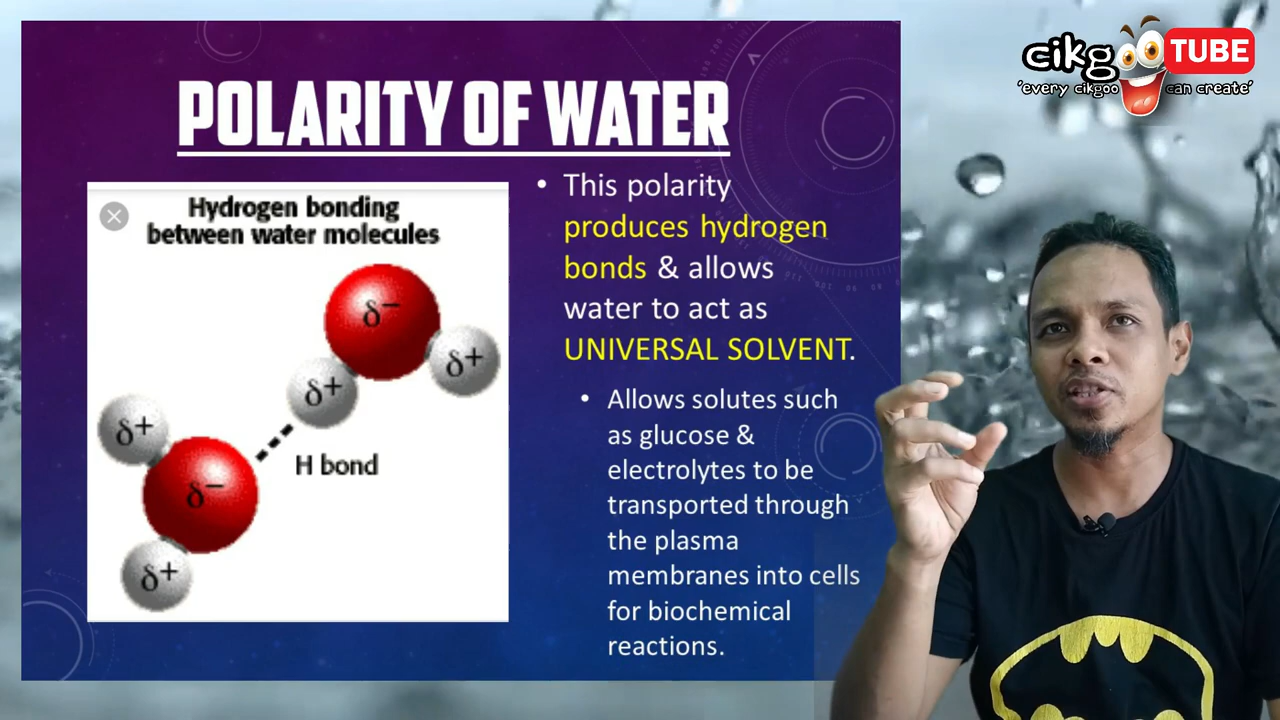 POLARITY OF WATER
Hydrogen bonding
between water molecules
δ−
δ+
δ+
δ+
H bond
δ−
δ+
• This polarity
produces hydrogen
bonds & allows
water to act as
UNIVERSAL SOLVENT.
• Allows solutes such
as glucose &
electrolytes to be
transported through
the plasma
membranes into cells
for biochemical
reactions.
cikgooTUBE
'every cikgoo can create'